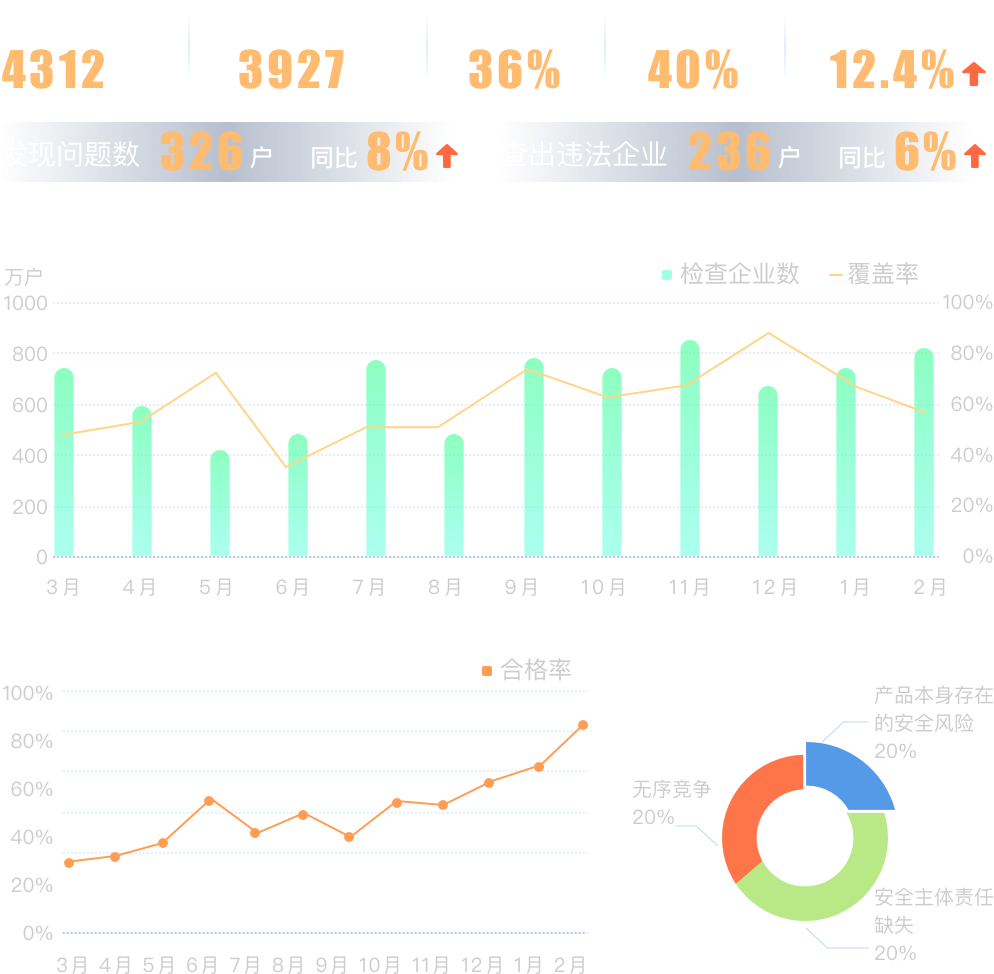 4312 3927 36% 40% 12.4%
发现问题数 326 户 同比 8% 查出违法企业 236 户 同比 6%
万户 检查企业数 覆盖率
1000 100%
800 80%
600 60%
400 40%
200 20%
0 0%
3月 4月 5月 6月 7月 8月 9月 10月 11月 12月 1月 2月
合格率
100%
80%
60%
40%
20%
0%
3月 4月 5月 6月 7月 8月 9月 10月 11月 12月 1月 2月
产品本身存在
的安全风险
20%
无序竞争
20%
安全主体责任
缺失
20%